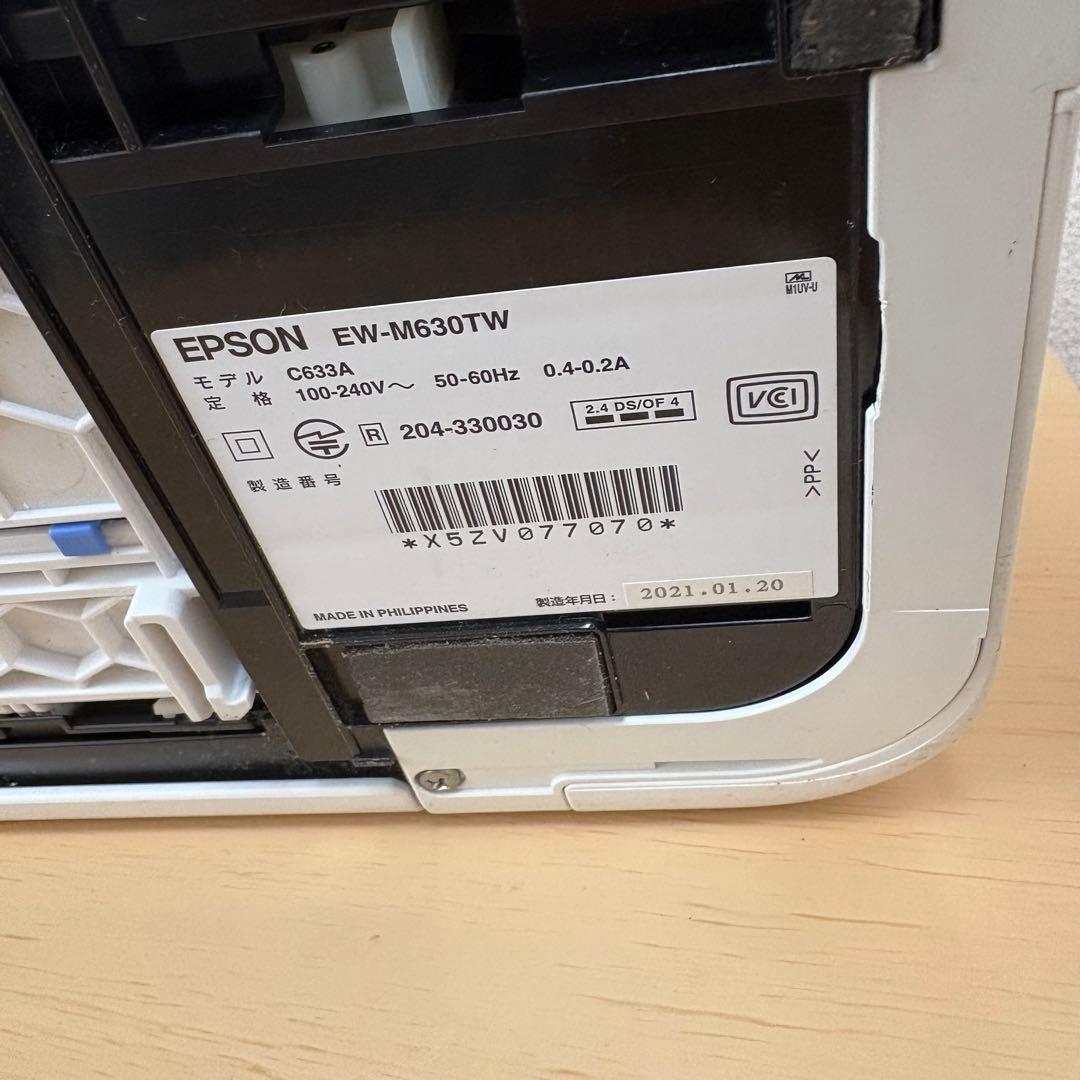 M1UV-U
EPSON EW-M630TW
モデル C633A
定格 100-240V～ 50-60Hz 0.4-0.2A
R 204-330030 2.4 DS/OF 4 VCCI
製造番号
*X5ZV077070*
>PP<
MADE IN PHILIPPINES 製造年月日： 2021.01.20